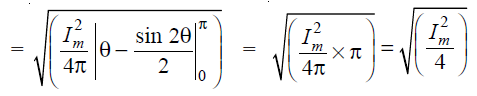 = √( I_m^2/4π |θ − sin 2θ/2|_0^π ) = √( I_m^2/4π × π ) = √( I_m^2/4 )